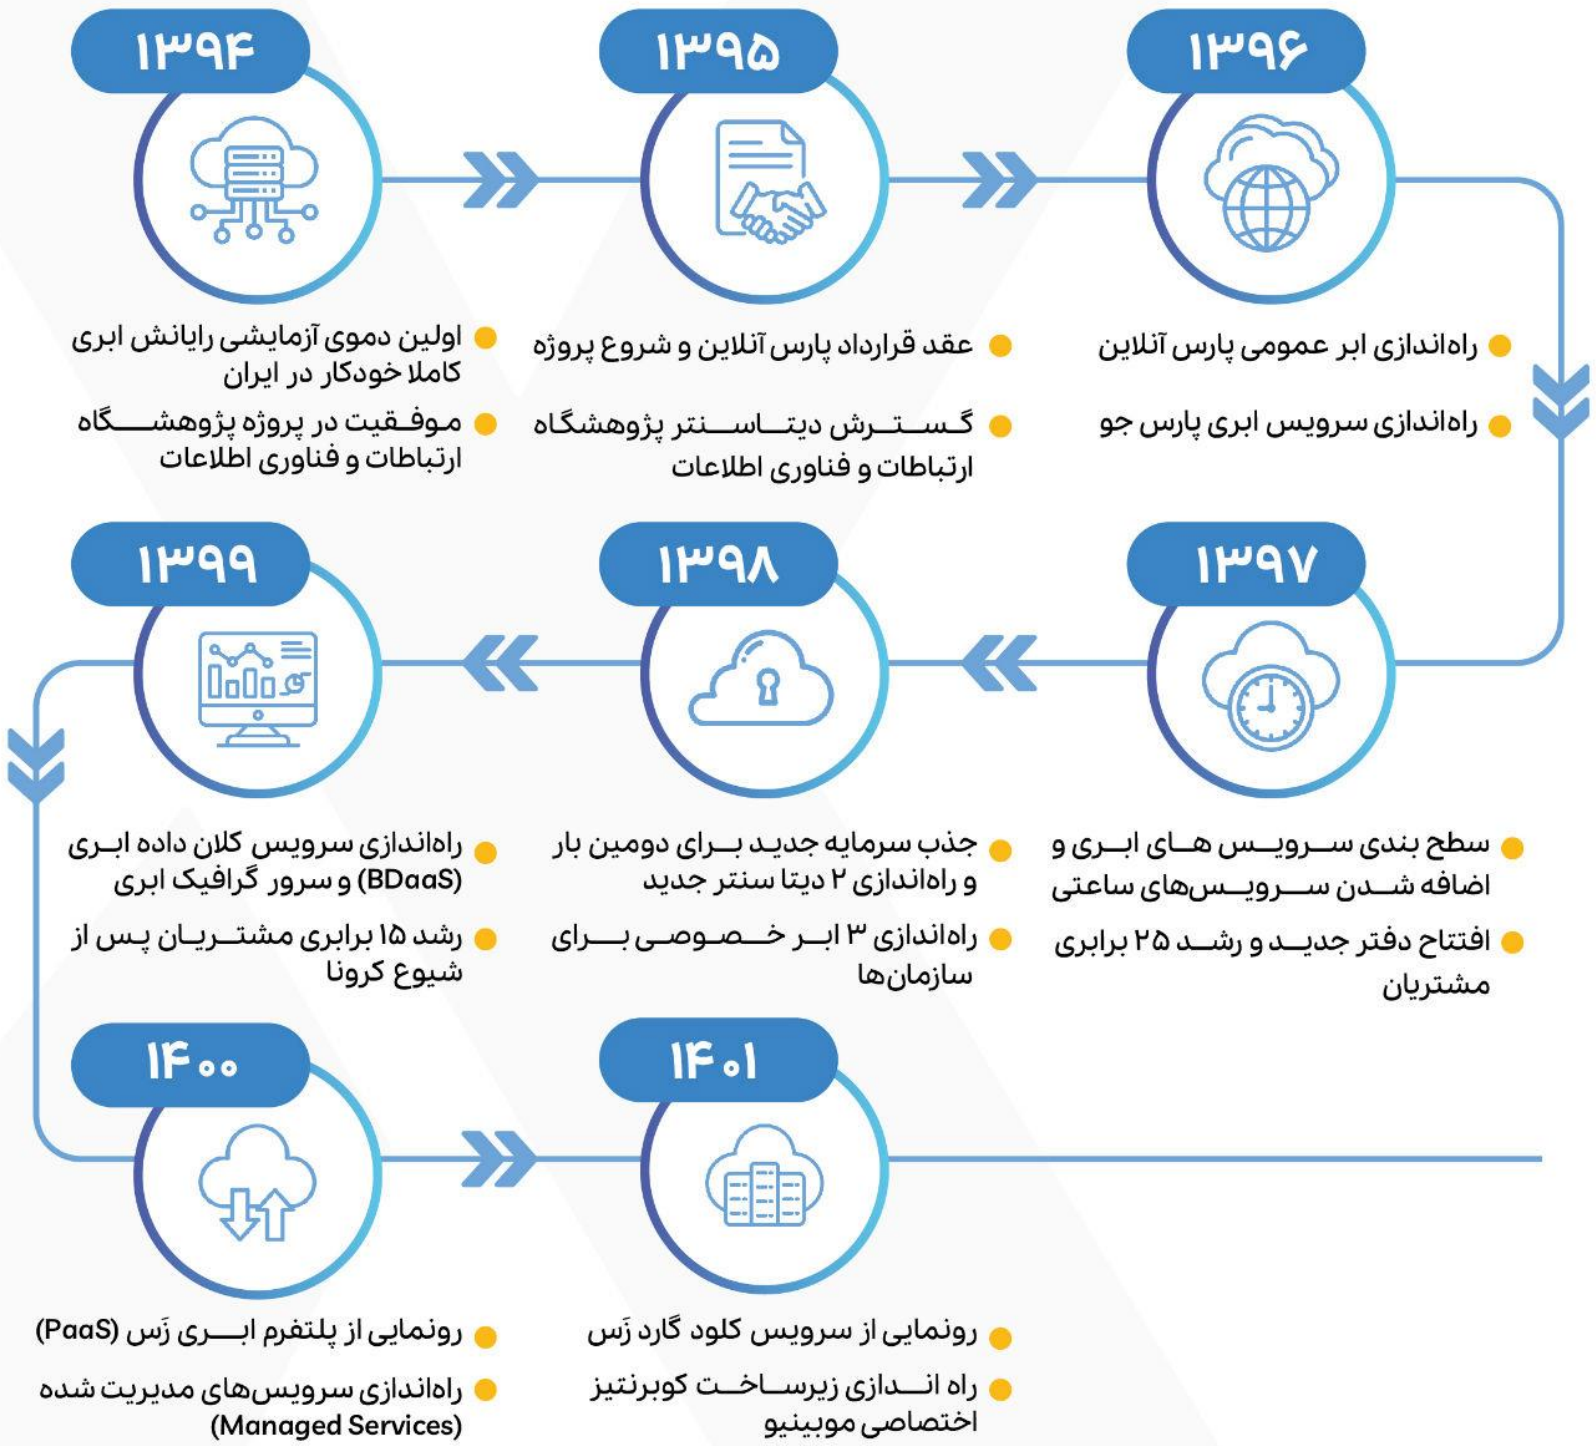 ۱۳۹۴
اولین دموی آزمایشی رایانش ابری
کاملا خودکار در ایران
موفقیت در پروژه پژوهشگاه
ارتباطات و فناوری اطلاعات
۱۳۹۵
عقد قرارداد پارس آنلاین و شروع پروژه
گسترش دیتاسنتر پژوهشگاه
ارتباطات و فناوری اطلاعات
۱۳۹۶
راه‌اندازی ابر عمومی پارس آنلاین
راه‌اندازی سرویس ابری پارس جو
۱۳۹۷
سطح بندی سرویس های ابری و
اضافه شدن سرویس‌های ساعتی
افتتاح دفتر جدید و رشد ۲۵ برابری
مشتریان
۱۳۹۸
جذب سرمایه جدید برای دومین بار
و راه‌اندازی ۲ دیتا سنتر جدید
راه‌اندازی ۳ ابر خصوصی برای
سازمان‌ها
۱۳۹۹
راه‌اندازی سرویس کلان داده ابری
(BDaaS) و سرور گرافیک ابری
رشد ۱۵ برابری مشتریان پس از
شیوع کرونا
۱۴۰۰
رونمایی از پلتفرم ابری زَس (PaaS)
راه‌اندازی سرویس‌های مدیریت شده
(Managed Services)
۱۴۰۱
رونمایی از سرویس کلود گارد زَس
راه اندازی زیرساخت کوبرنتیز
اختصاصی موبینیو